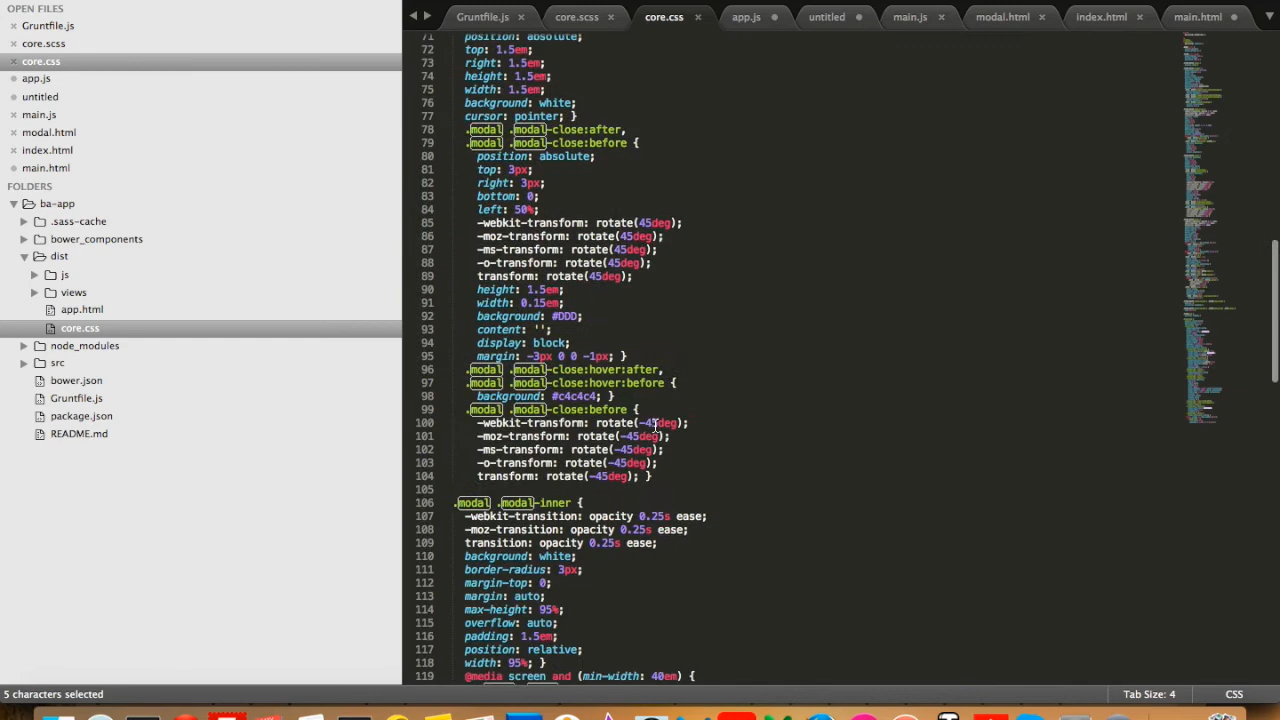 OPEN FILES
Gruntfile.js
core.scss
core.css
app.js
untitled
main.js
modal.html
index.html
main.html
FOLDERS
ba-app
.sass-cache
bower_components
dist
js
views
app.html
core.css
node_modules
src
bower.json
Gruntfile.js
package.json
README.md
Gruntfile.js core.scss core.css app.js untitled main.js modal.html index.html main.html
71 position: absolute;
72 top: 1.5em;
73 right: 1.5em;
74 height: 1.5em;
75 width: 1.5em;
76 background: white;
77 cursor: pointer; }
78 .modal .modal-close:after,
79 .modal .modal-close:before {
80 position: absolute;
81 top: 3px;
82 right: 3px;
83 bottom: 0;
84 left: 50%;
85 -webkit-transform: rotate(45deg);
86 -moz-transform: rotate(45deg);
87 -ms-transform: rotate(45deg);
88 -o-transform: rotate(45deg);
89 transform: rotate(45deg);
90 height: 1.5em;
91 width: 0.15em;
92 background: #DDD;
93 content: '';
94 display: block;
95 margin: -3px 0 0 -1px; }
96 .modal .modal-close:hover:after,
97 .modal .modal-close:hover:before {
98 background: #c4c4c4; }
99 .modal .modal-close:before {
100 -webkit-transform: rotate(-45deg);
101 -moz-transform: rotate(-45deg);
102 -ms-transform: rotate(-45deg);
103 -o-transform: rotate(-45deg);
104 transform: rotate(-45deg); }
105
106 .modal .modal-inner {
107 -webkit-transition: opacity 0.25s ease;
108 -moz-transition: opacity 0.25s ease;
109 transition: opacity 0.25s ease;
110 background: white;
111 border-radius: 3px;
112 margin-top: 0;
113 margin: auto;
114 max-height: 95%;
115 overflow: auto;
116 padding: 1.5em;
117 position: relative;
118 width: 95%; }
119 @media screen and (min-width: 40em) {
5 characters selected
Tab Size: 4 CSS